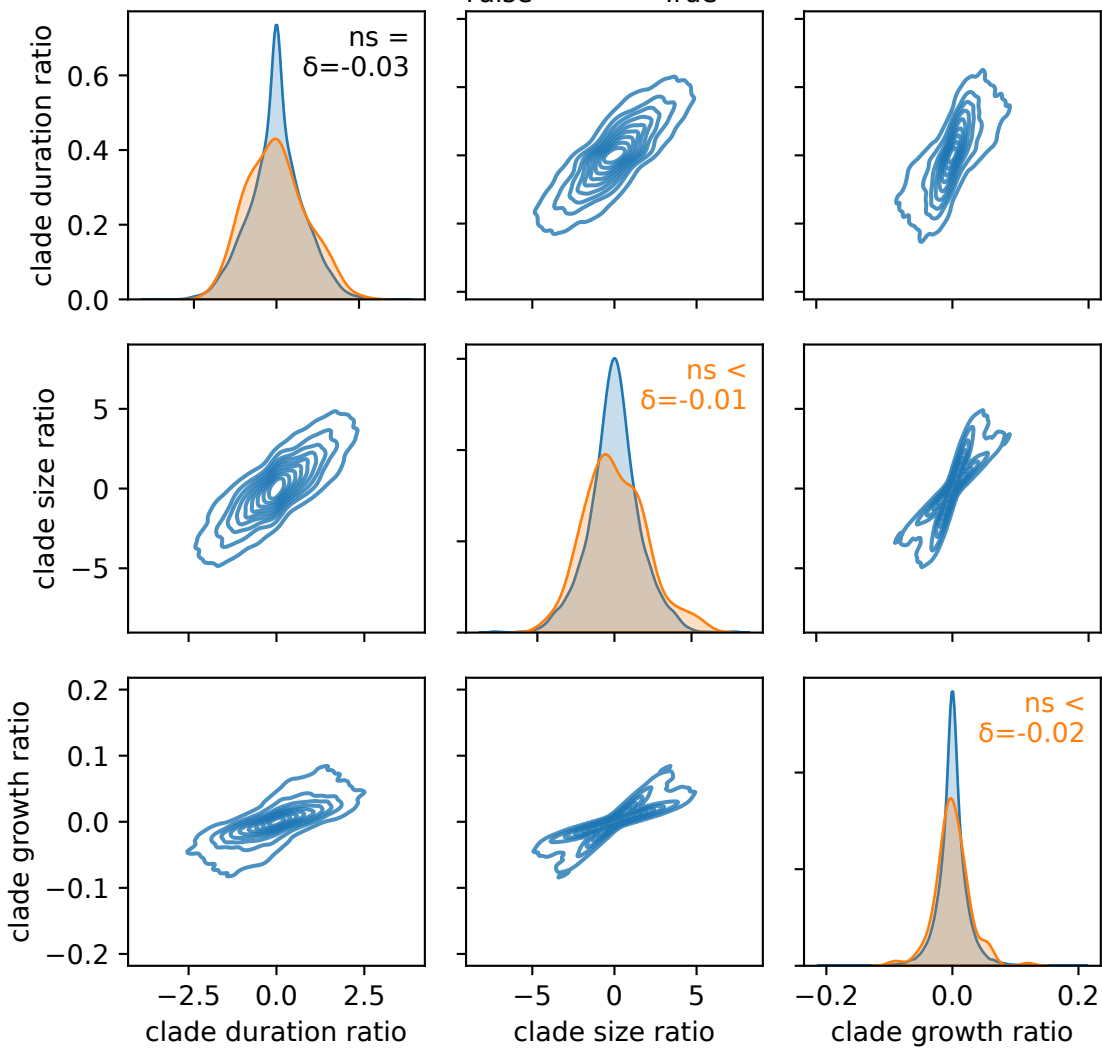 clade duration ratio
0.6
0.4
0.2
0.0
ns =
δ=-0.03
clade size ratio
5
0
−5
ns <
δ=-0.01
clade growth ratio
0.2
0.1
0.0
−0.1
−0.2
ns <
δ=-0.02
−2.5 0.0 2.5
−5 0 5
−0.2 0.0 0.2
clade duration ratio
clade size ratio
clade growth ratio